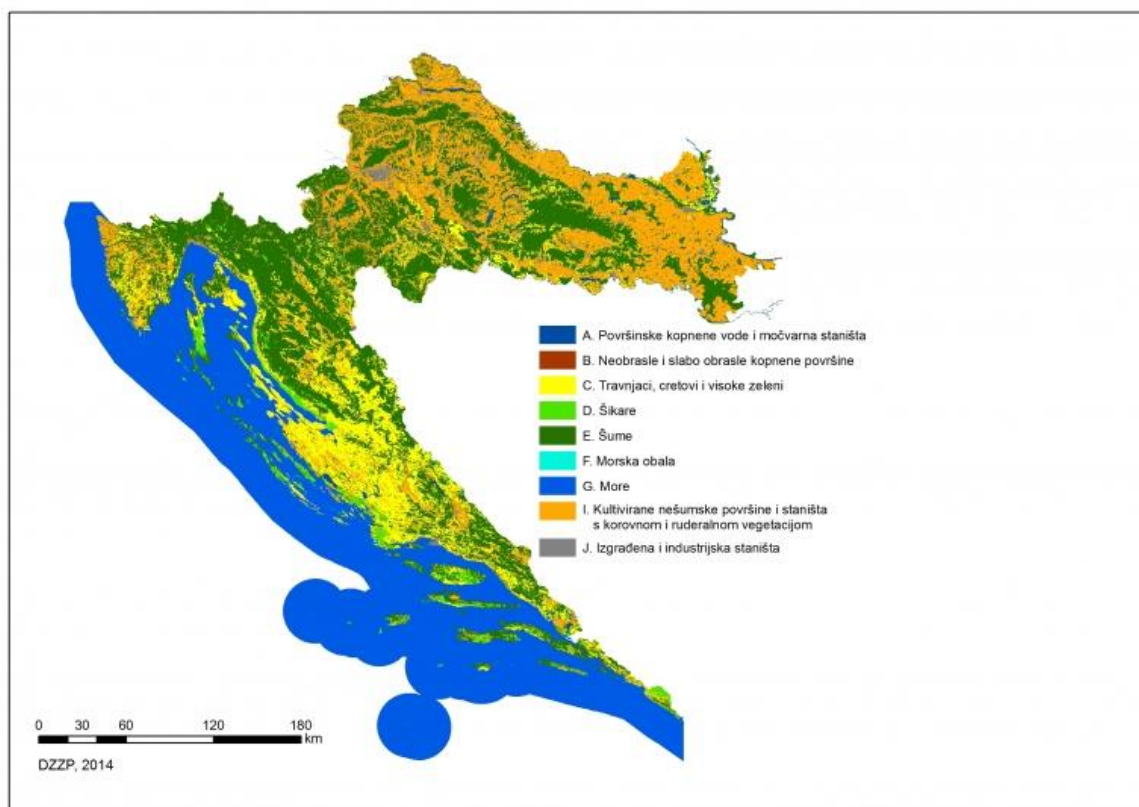 A. Površinske kopnene vode i močvarna staništa
B. Neobrasle i slabo obrasle kopnene površine
C. Travnjaci, cretovi i visoke zeleni
D. Šikare
E. Šume
F. Morska obala
G. More
I. Kultivirane nešumske površine i staništa
s korovnom i ruderalnom vegetacijom
J. Izgrađena i industrijska staništa
0 30 60 120 180
km
DZZP, 2014